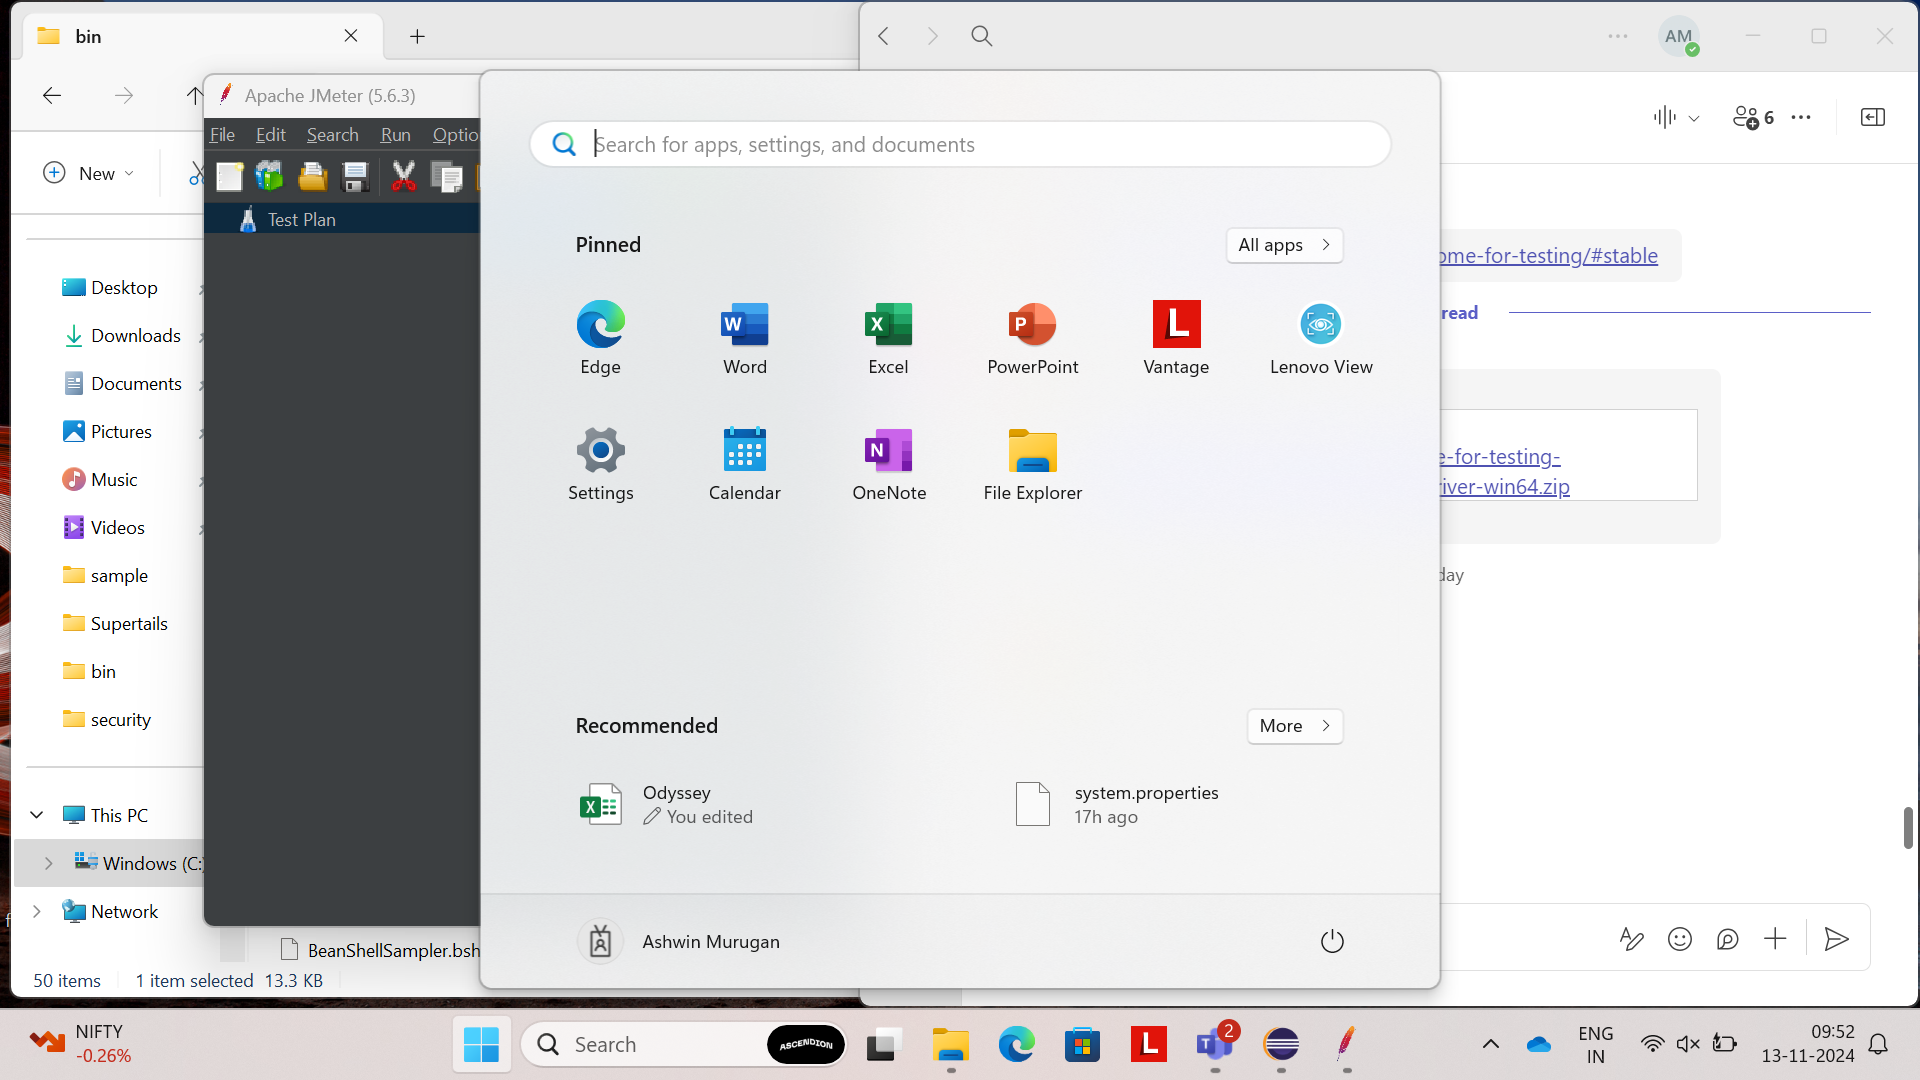 bin
AM
Apache JMeter (5.6.3)
6
File Edit Search Run Optio
Search for apps, settings, and documents
New
Test Plan
Pinned
All apps
ome-for-testing/#stable
Desktop
read
Downloads
Edge
Word
Excel
PowerPoint
Vantage
Lenovo View
Documents
Pictures
e-for-testing-
Music
river-win64.zip
Settings
Calendar
OneNote
File Explorer
Videos
sample
day
Supertails
bin
security
Recommended
More
Odyssey
You edited
system.properties
17h ago
This PC
Windows (C:)
Network
Ashwin Murugan
BeanShellSampler.bsh
50 items
1 item selected 13.3 KB
NIFTY
-0.26%
Search
ASCENDION
2
ENG
IN
09:52
13-11-2024